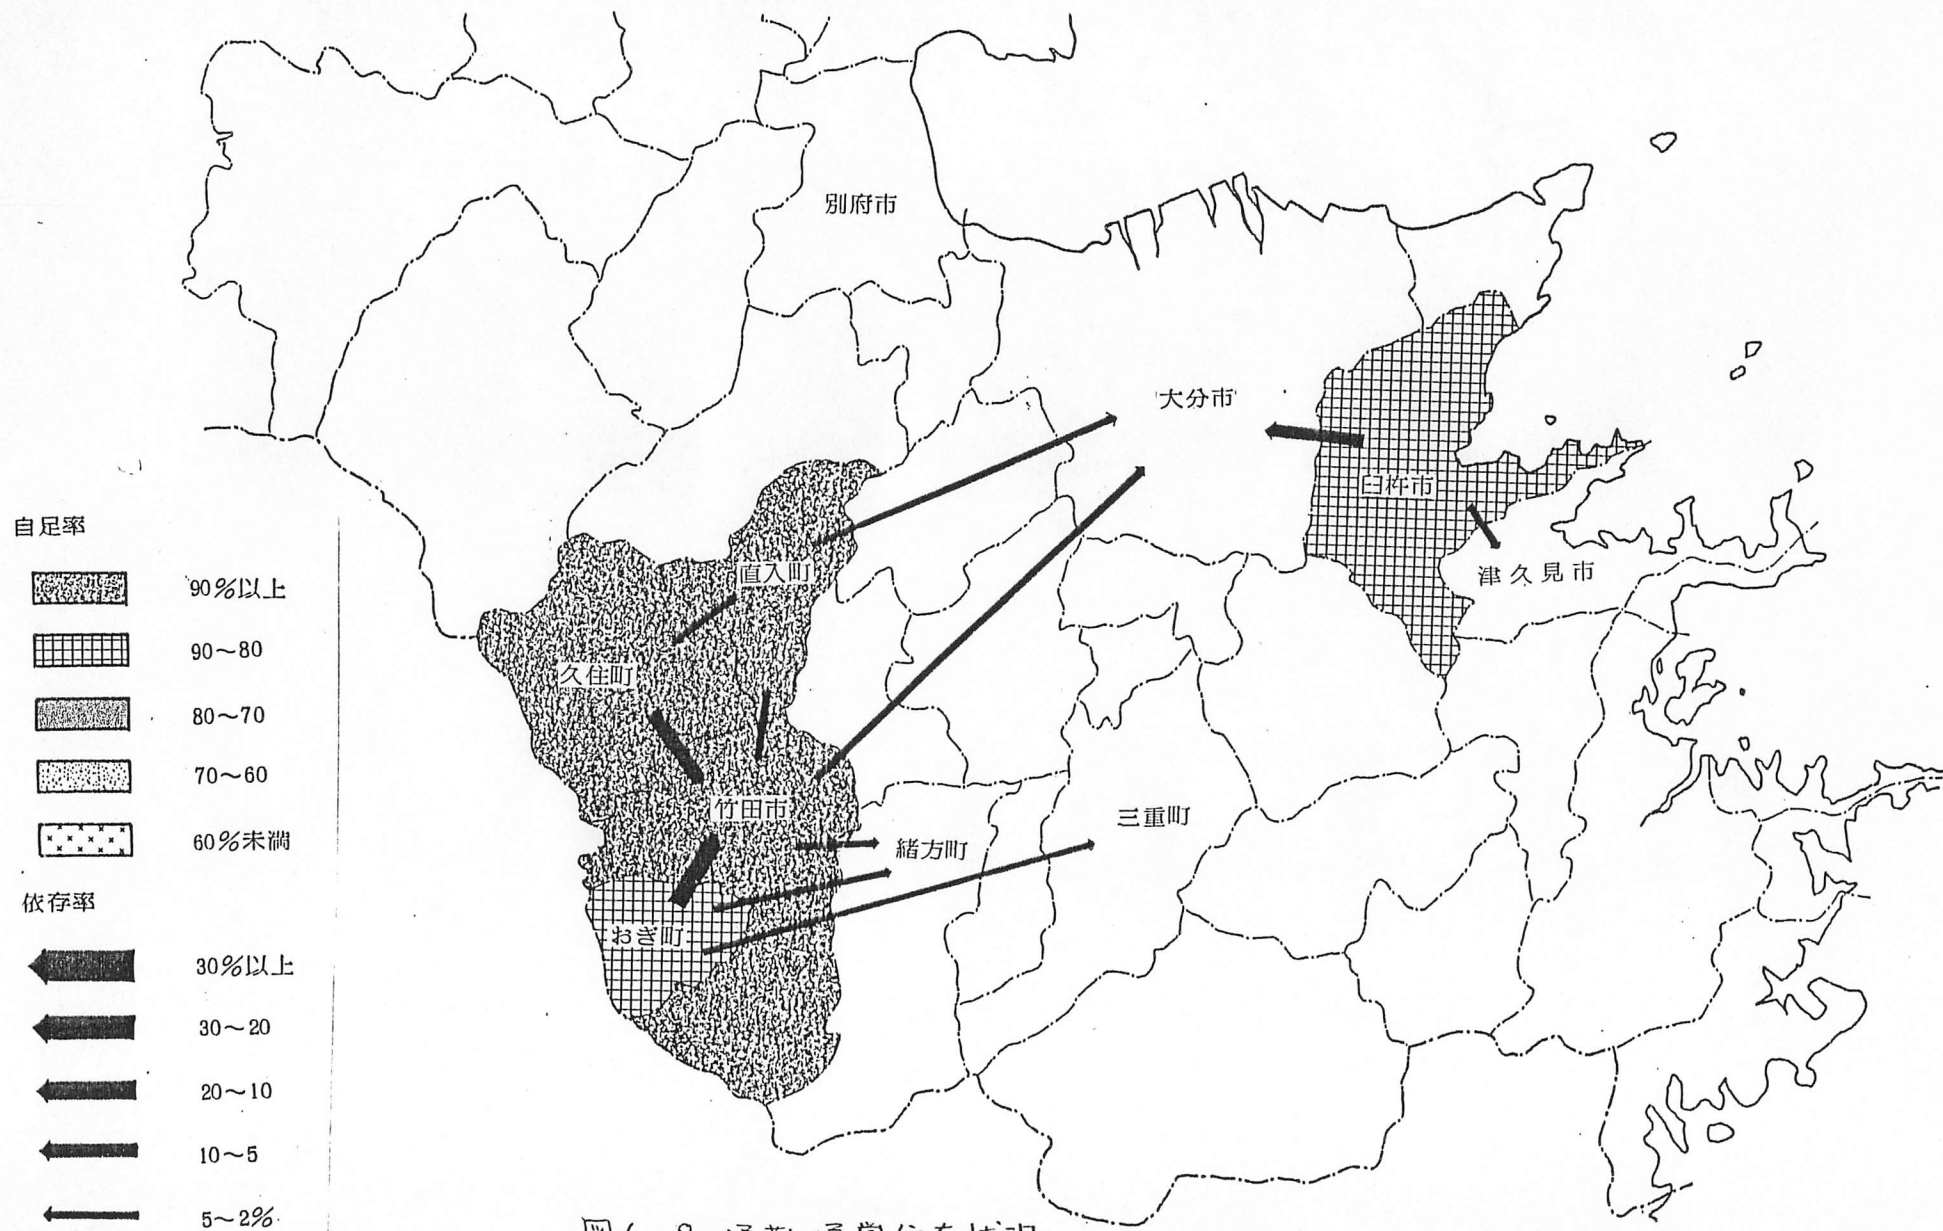 別府市
大分市
臼杵市
津久見市
直入町
久住町
竹田市
緒方町
三重町
おぎ町
自足率
90%以上
90～80
80～70
70～60
60%未満
依存率
30%以上
30～20
20～10
10～5
5～2%